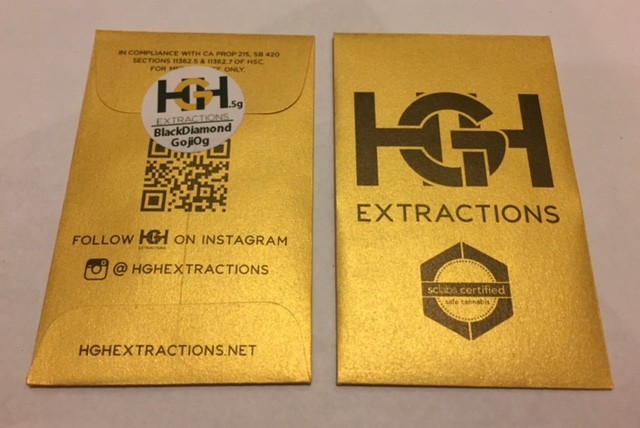 IN COMPLIANCE WITH CA PROP 215, SB 420
SECTIONS 11362.5 & 11362.7 OF HSC.
FOR ONLY.
HGH .5g
EXTRACTIONS
BlackDiamond
GojiOg
FOLLOW HGH ON INSTAGRAM
EXTRACTIONS
@ HGHEXTRACTIONS
HGHEXTRACTIONS.NET
HGH
EXTRACTIONS
sclabs certified
safe cannabis